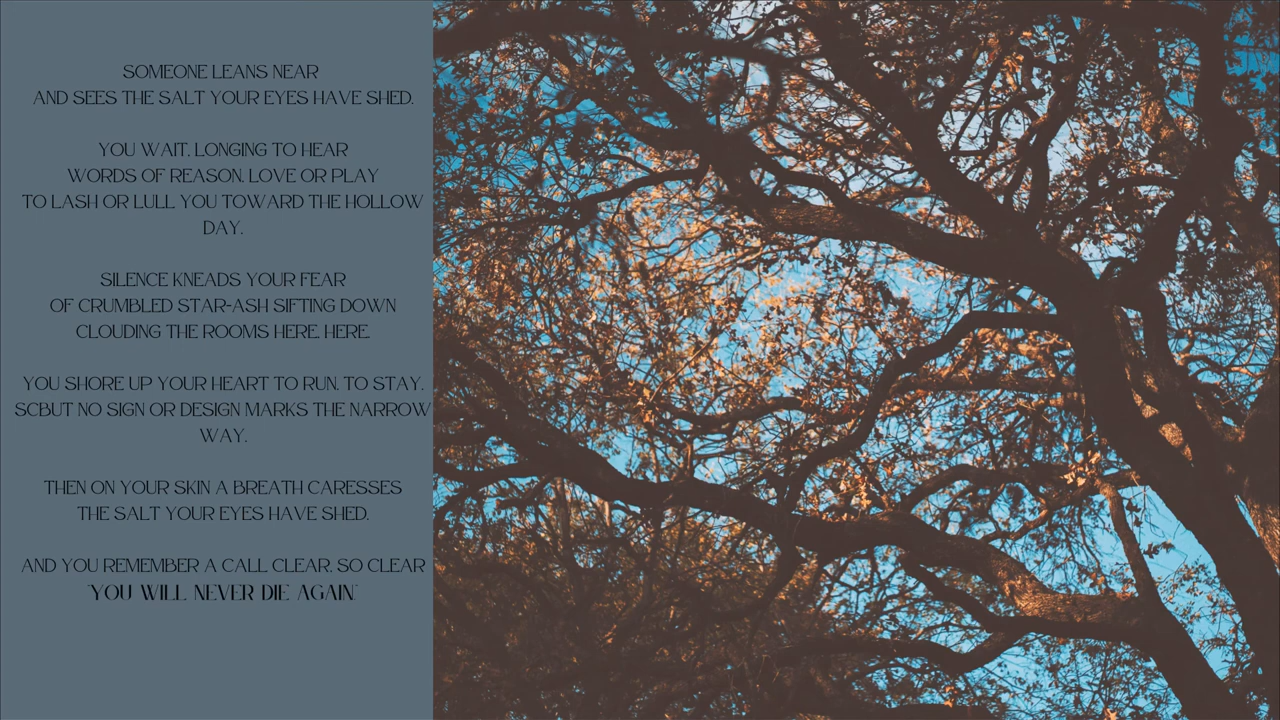 SOMEONE LEANS NEAR
AND SEES THE SALT YOUR EYES HAVE SHED.
YOU WAIT, LONGING TO HEAR
WORDS OF REASON, LOVE OR PLAY
TO LASH OR LULL YOU TOWARD THE HOLLOW
DAY.
SILENCE KNEADS YOUR FEAR
OF CRUMBLED STAR-ASH SIFTING DOWN
CLOUDING THE ROOMS HERE, HERE.
YOU SHORE UP YOUR HEART TO RUN, TO STAY.
SCBUT NO SIGN OR DESIGN MARKS THE NARROW
WAY.
THEN ON YOUR SKIN A BREATH CARESSES
THE SALT YOUR EYES HAVE SHED.
AND YOU REMEMBER A CALL CLEAR, SO CLEAR
"YOU WILL NEVER DIE AGAIN."